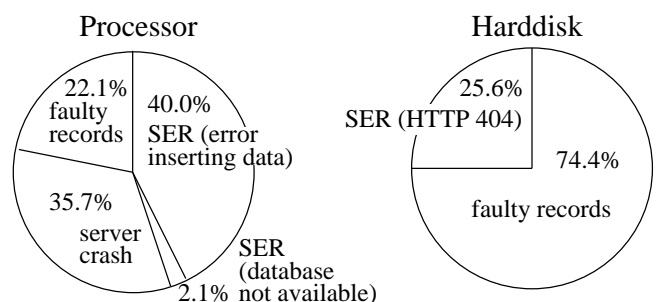 Processor
22.1%
faulty
records
40.0%
SER (error
inserting data)
35.7%
server
crash
SER
(database
2.1% not available)
Harddisk
25.6%
SER (HTTP 404)
74.4%
faulty records